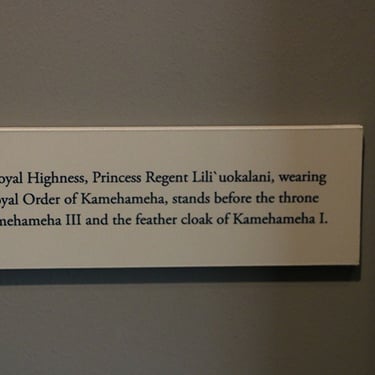 oyal Highness, Princess Regent Lili`uokalani, wearing
oyal Order of Kamehameha, stands before the throne
mehameha III and the feather cloak of Kamehameha I.